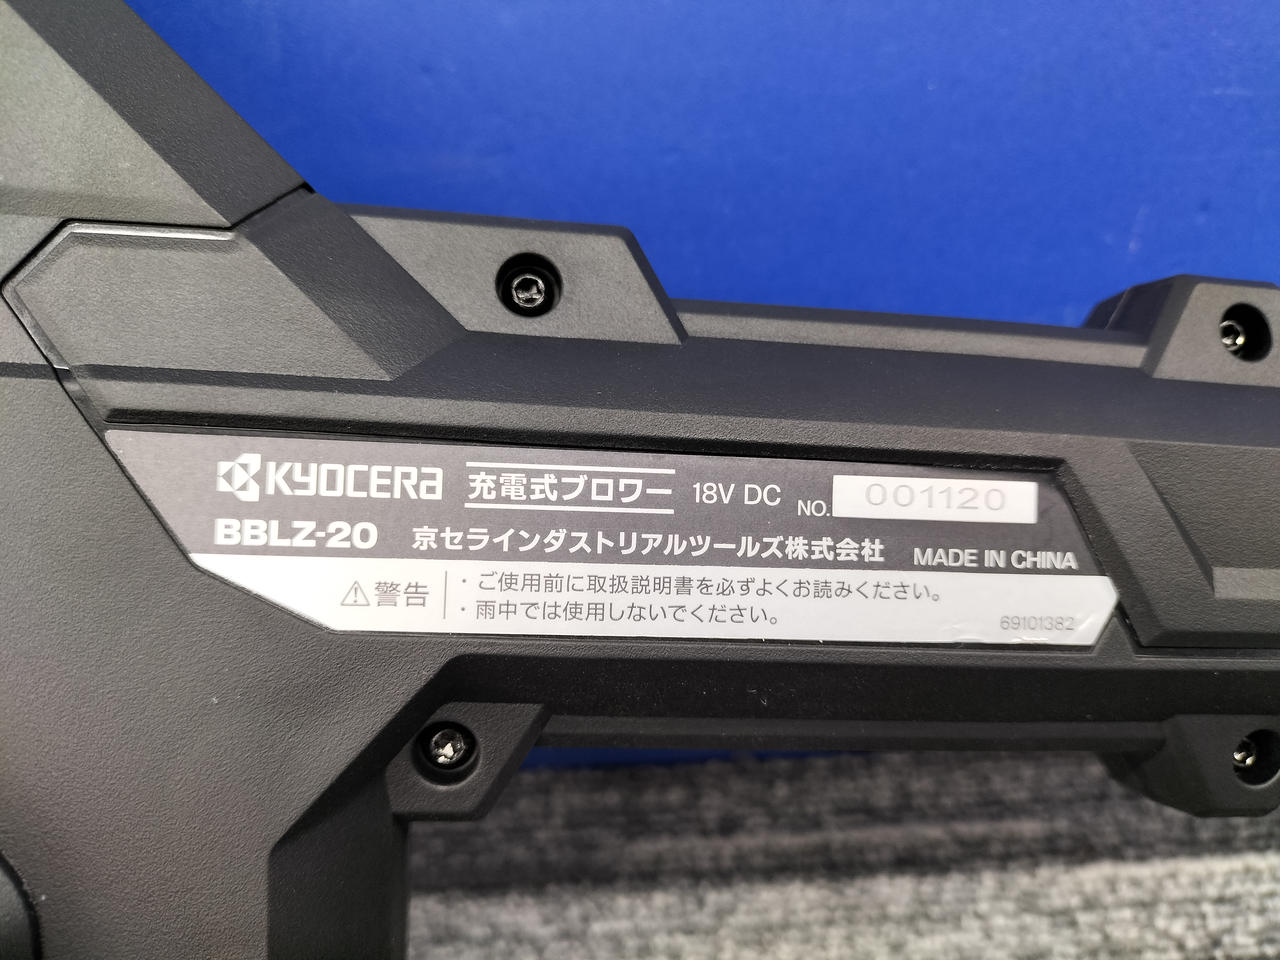 KYOCERA 充電式ブロワー 18V DC NO. 001120
BBLZ-20 京セラインダストリアルツールズ株式会社 MADE IN CHINA
⚠警告 ・ご使用前に取扱説明書を必ずよくお読みください。
・雨中では使用しないでください。
69101382